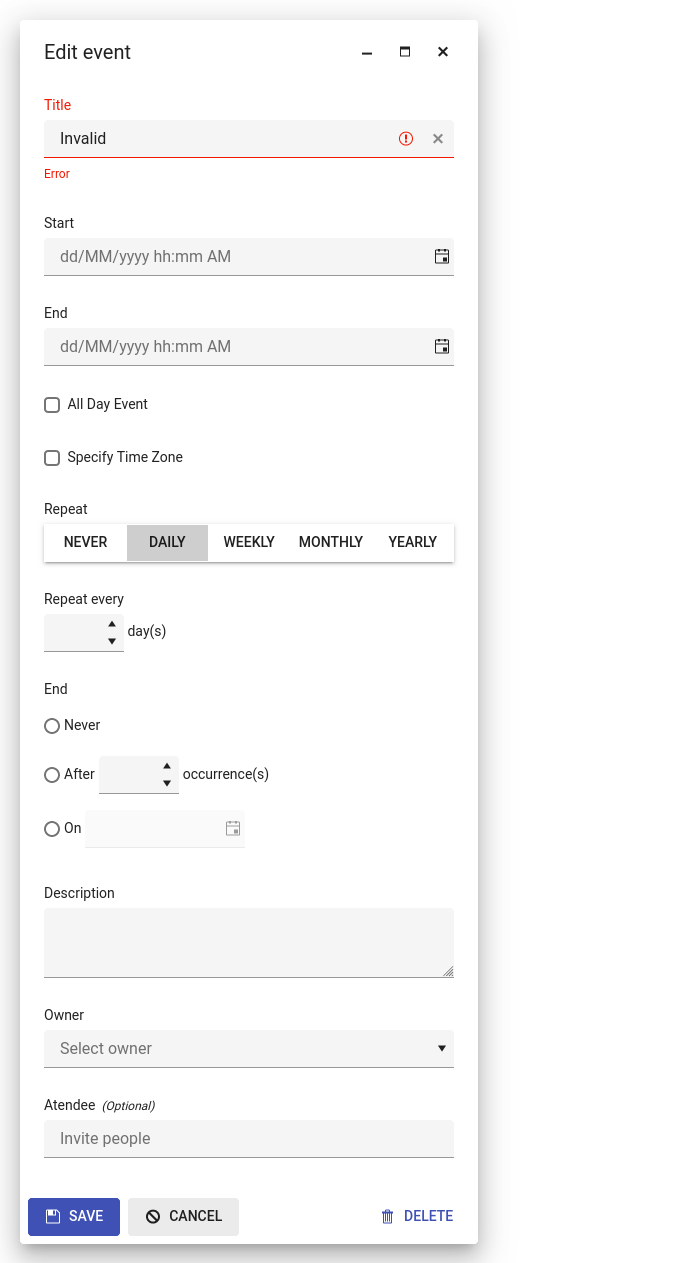 Edit event
Title
Invalid
Error
Start
dd/MM/yyyy hh:mm AM
End
dd/MM/yyyy hh:mm AM
All Day Event
Specify Time Zone
Repeat
NEVER DAILY WEEKLY MONTHLY YEARLY
Repeat every
day(s)
End
Never
After occurrence(s)
On
Description
Owner
Select owner
Atendee (Optional)
Invite people
SAVE CANCEL DELETE